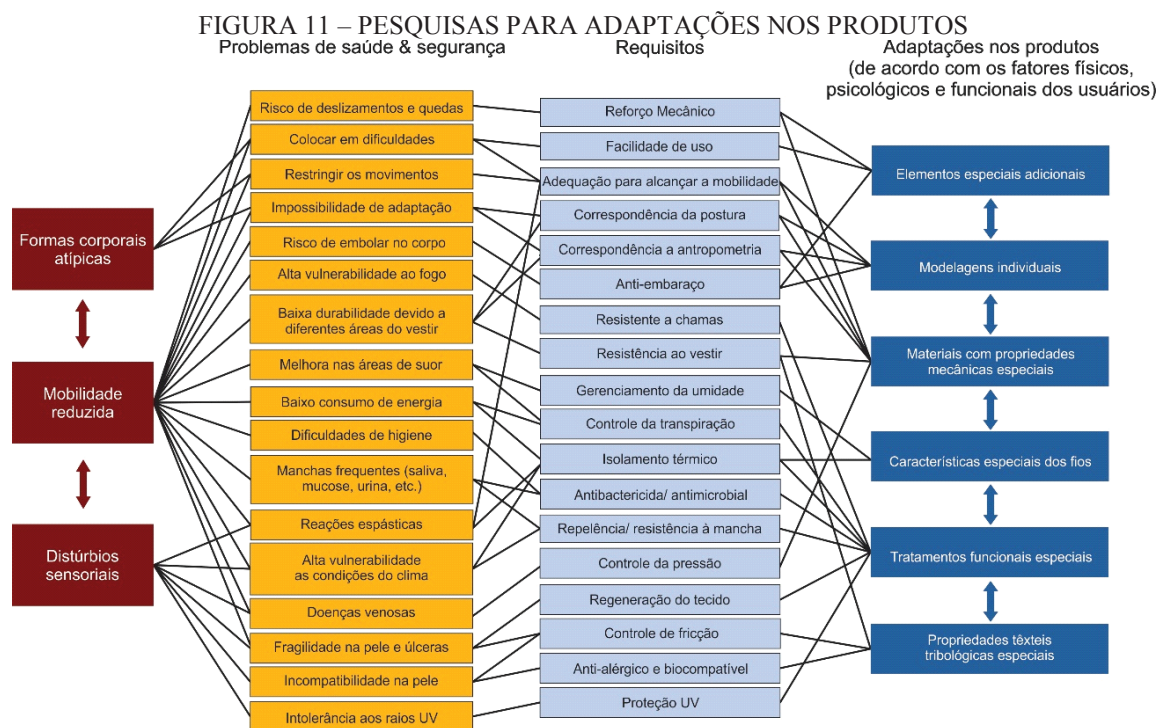 FIGURA 11 – PESQUISAS PARA ADAPTAÇÕES NOS PRODUTOS
Problemas de saúde & segurança
Requisitos
Adaptações nos produtos
(de acordo com os fatores físicos,
psicológicos e funcionais dos usuários)
Formas corporais
atípicas
Mobilidade
reduzida
Distúrbios
sensoriais
Risco de deslizamentos e quedas
Colocar em dificuldades
Restringir os movimentos
Impossibilidade de adaptação
Risco de embolar no corpo
Alta vulnerabilidade ao fogo
Baixa durabilidade devido a
diferentes áreas do vestir
Melhora nas áreas de suor
Baixo consumo de energia
Dificuldades de higiene
Manchas frequentes (saliva,
mucose, urina, etc.)
Reações espásticas
Alta vulnerabilidade
as condições do clima
Doenças venosas
Fragilidade na pele e úlceras
Incompatibilidade na pele
Intolerância aos raios UV
Reforço Mecânico
Facilidade de uso
Adequação para alcançar a mobilidade
Correspondência da postura
Correspondência a antropometria
Anti-embaraço
Resistente a chamas
Resistência ao vestir
Gerenciamento da umidade
Controle da transpiração
Isolamento térmico
Antibactericida/ antimicrobial
Repelência/ resistência à mancha
Controle da pressão
Regeneração do tecido
Controle de fricção
Anti-alérgico e biocompatível
Proteção UV
Elementos especiais adicionais
Modelagens individuais
Materiais com propriedades
mecânicas especiais
Características especiais dos fios
Tratamentos funcionais especiais
Propriedades têxteis
tribológicas especiais